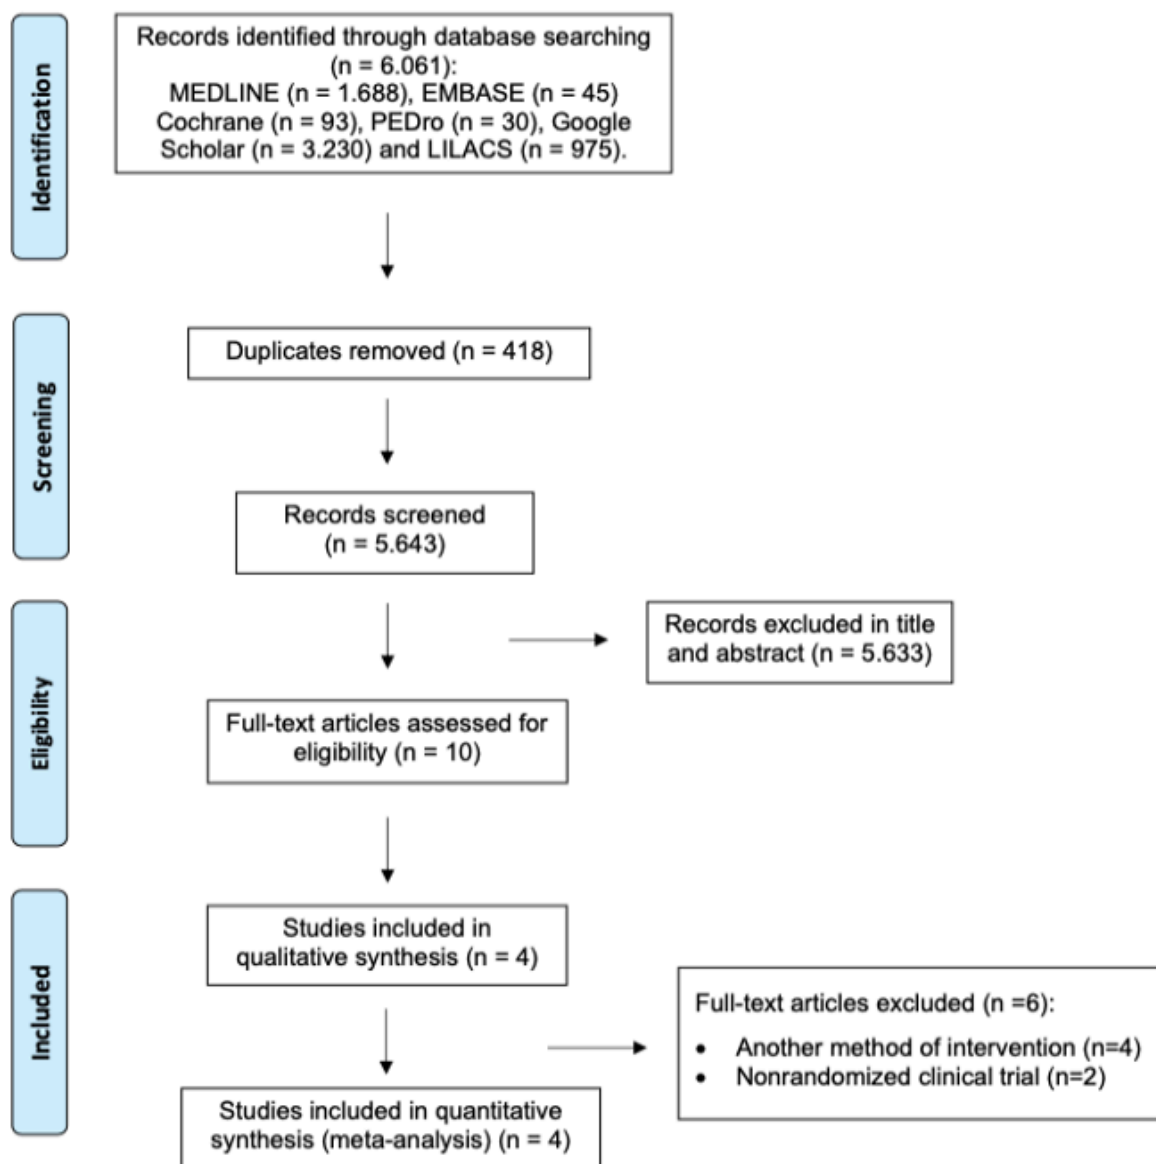 Identification
Records identified through database searching
(n = 6.061):
MEDLINE (n = 1.688), EMBASE (n = 45)
Cochrane (n = 93), PEDro (n = 30), Google
Scholar (n = 3.230) and LILACS (n = 975).
Screening
Duplicates removed (n = 418)
Records screened
(n = 5.643)
Eligibility
Records excluded in title
and abstract (n = 5.633)
Full-text articles assessed for
eligibility (n = 10)
Included
Studies included in
qualitative synthesis (n = 4)
Full-text articles excluded (n =6):
• Another method of intervention (n=4)
• Nonrandomized clinical trial (n=2)
Studies included in quantitative
synthesis (meta-analysis) (n = 4)